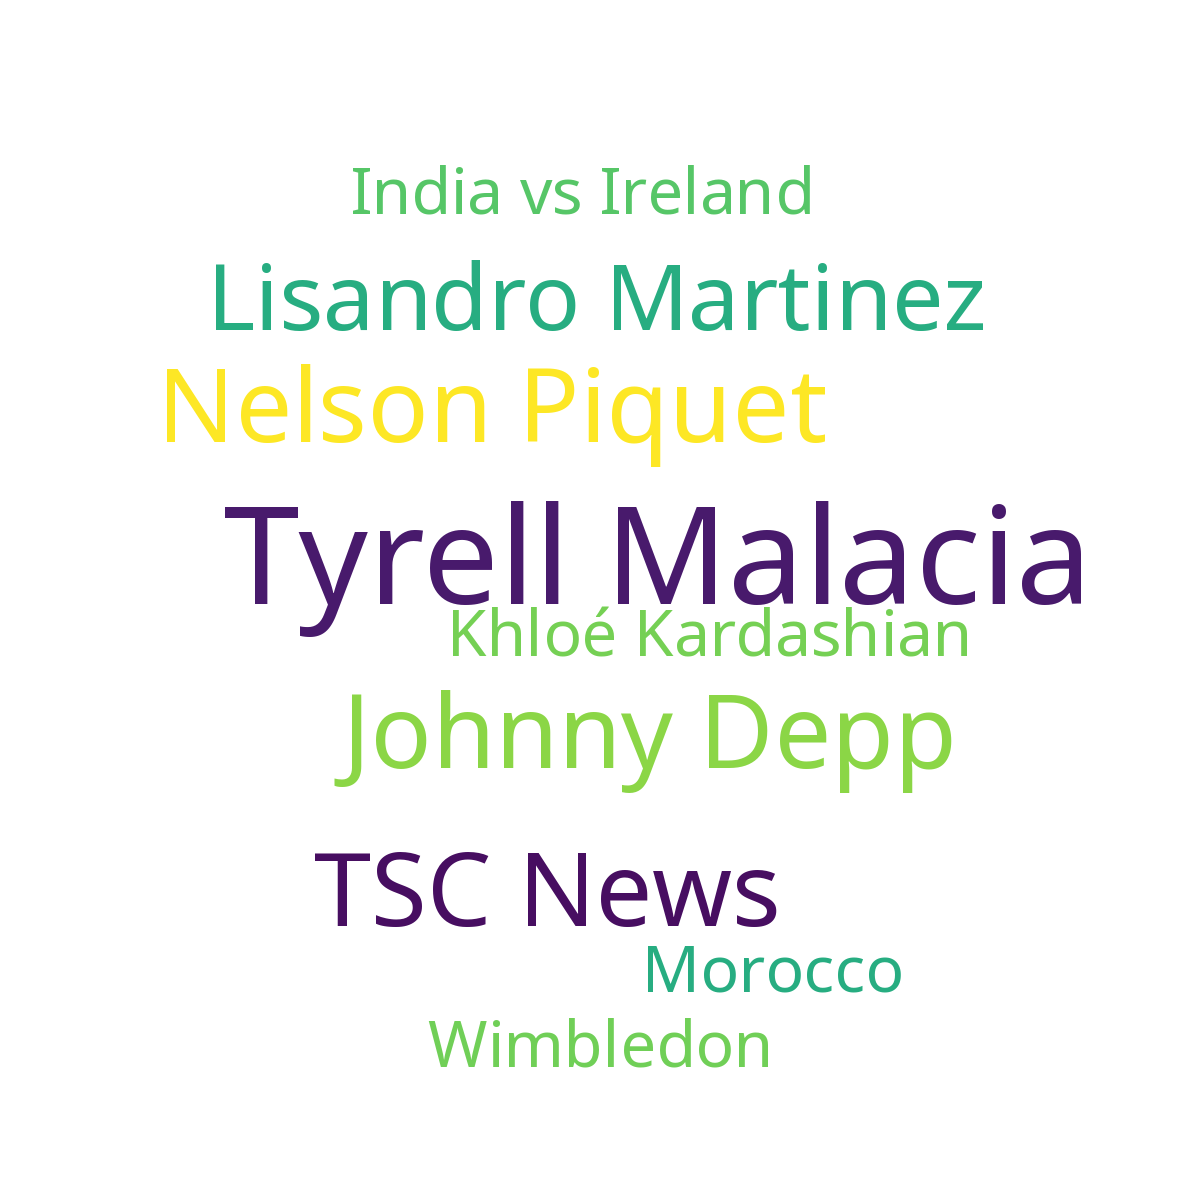 India vs Ireland
Lisandro Martinez
Nelson Piquet
Tyrell Malacia
Khloé Kardashian
Johnny Depp
TSC News
Morocco
Wimbledon